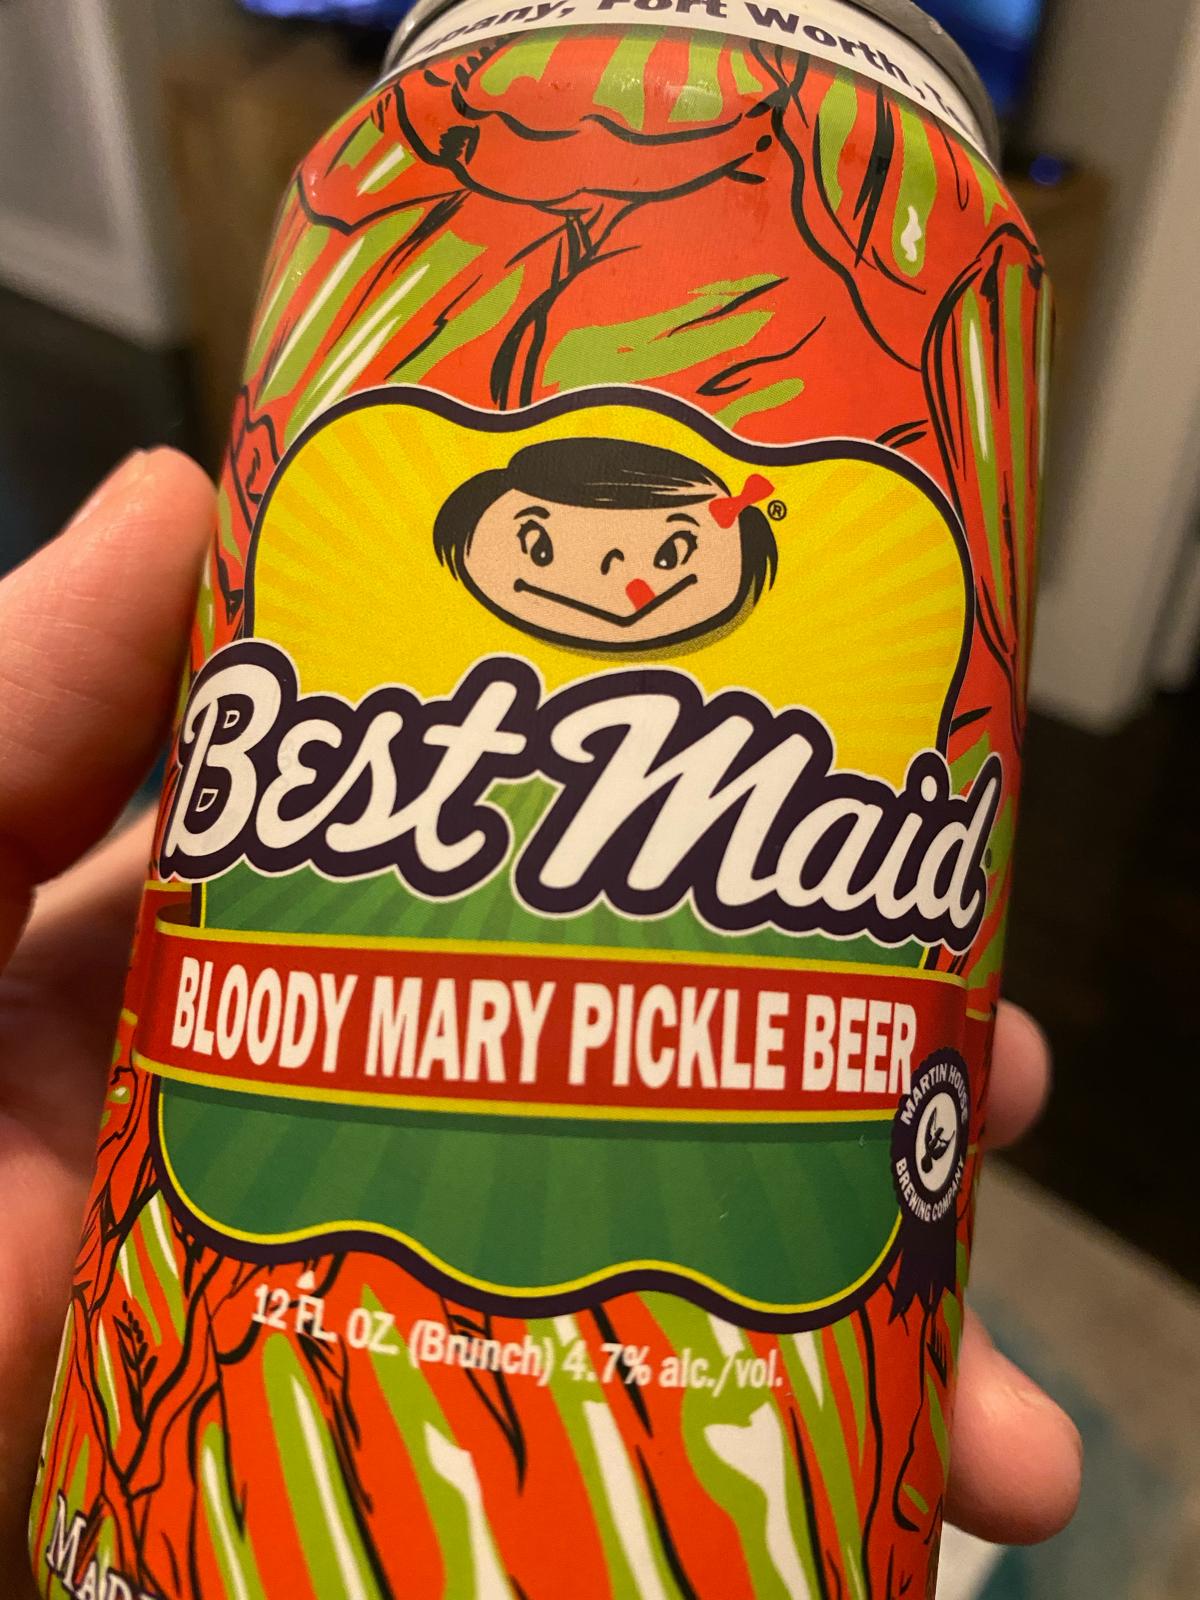 Fort Worth,
®
Best Maid
BLOODY MARY PICKLE BEER
MARTIN HOUSE
BREWING COMPANY
12 FL OZ (Brunch) 4.7% alc./vol.